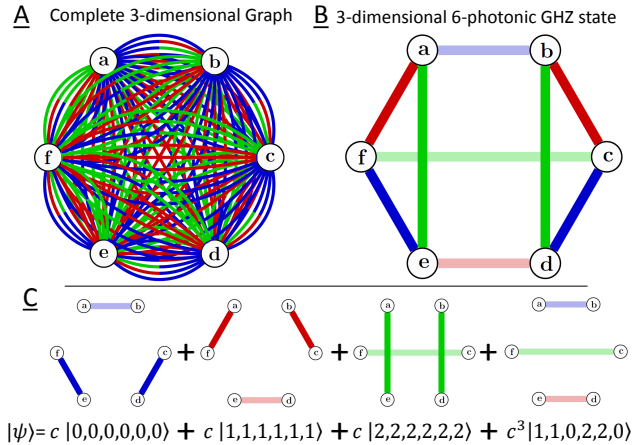 A Complete 3-dimensional Graph
a
b
f
c
e
d
B 3-dimensional 6-photonic GHZ state
a
b
f
c
e
d
C
a b
f c
e d
+
a b
f c
e d
+
a b
f c
e d
+
a b
f c
e d
|ψ⟩= c |0,0,0,0,0,0⟩ + c |1,1,1,1,1,1⟩ + c |2,2,2,2,2,2⟩ + c³|1,1,0,2,2,0⟩